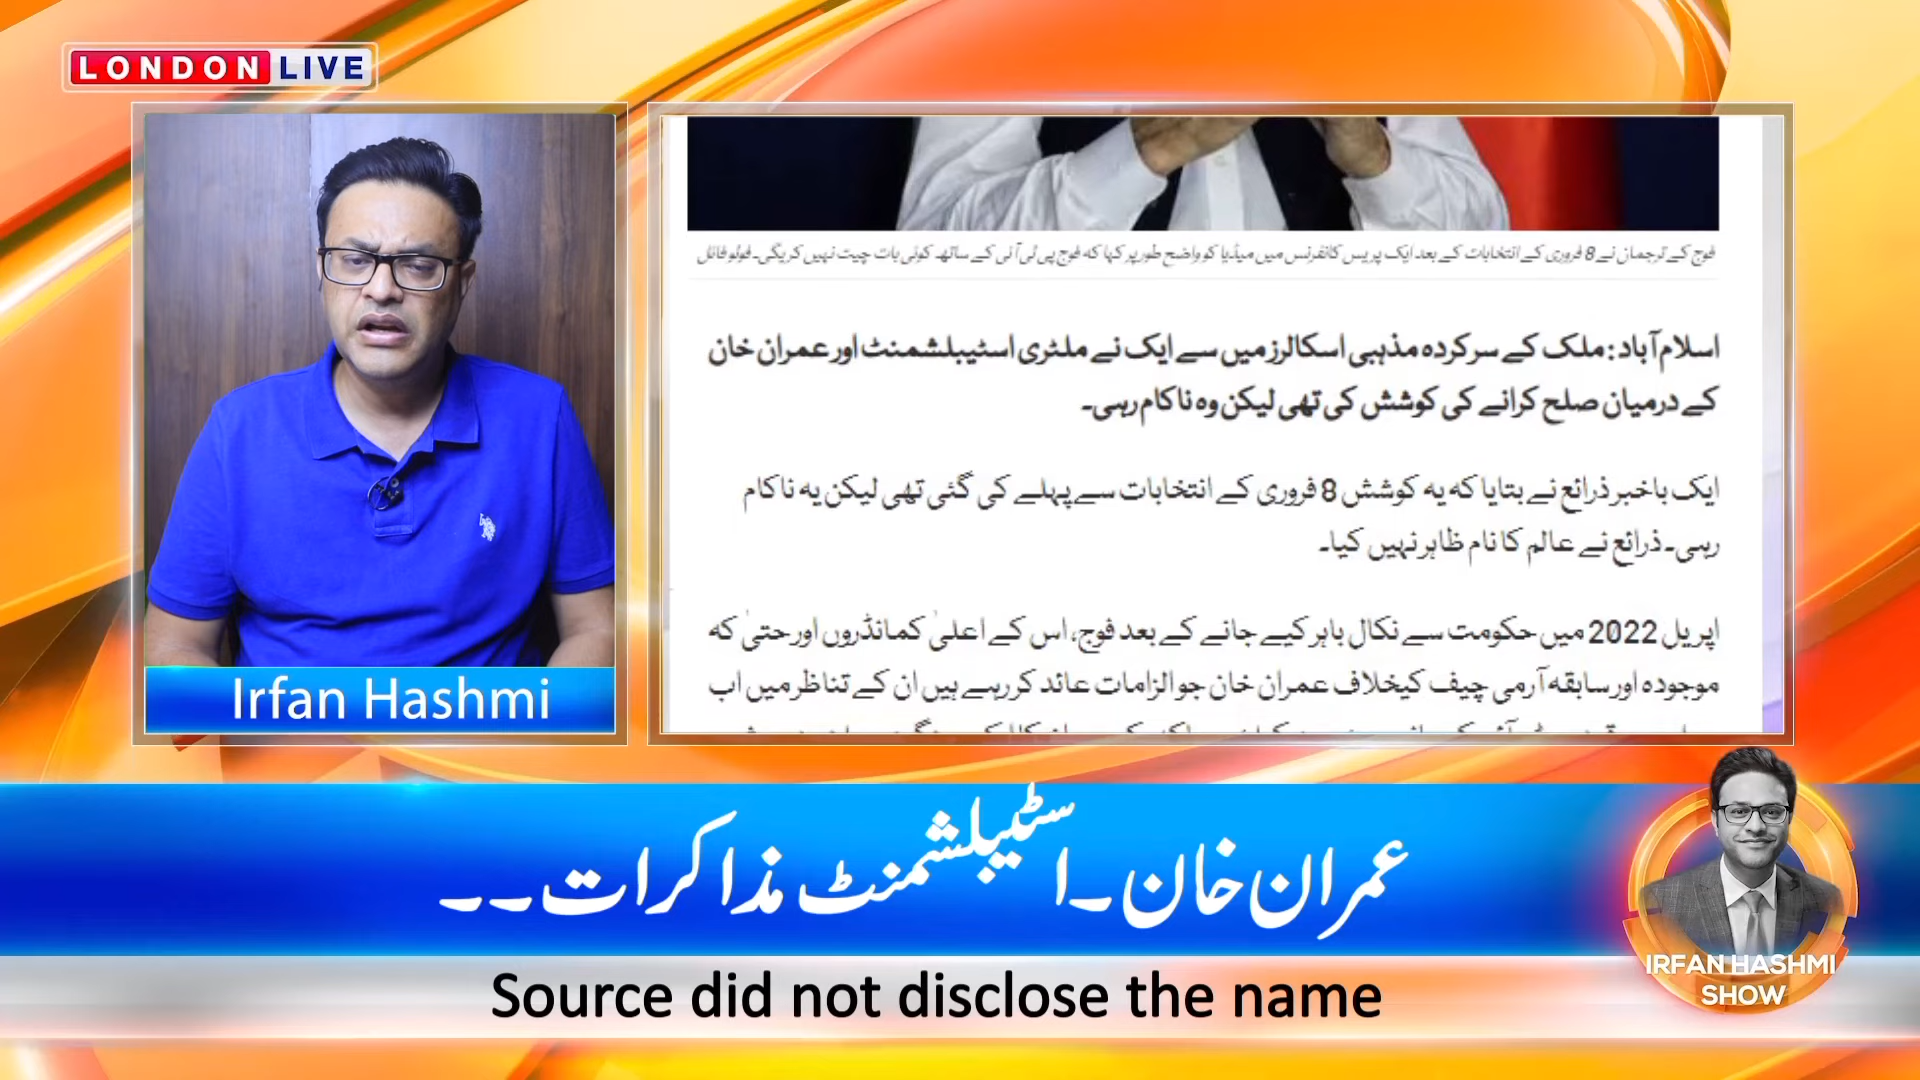 LONDON LIVE
فوج کے ترجمان نے 8 فروری کے انتخابات کے بعد ایک پریس کانفرنس میں میڈیا کو واضح طور پر کہا کہ فوج پی ٹی آئی کے ساتھ کوئی بات چیت نہیں کریگی۔ فوٹو فائل
اسلام آباد: ملک کے سرکردہ مذہبی اسکالرز میں سے ایک نے ملٹری اسٹیبلشمنٹ اور عمران خان
کے درمیان صلح کرانے کی کوشش کی تھی لیکن وہ ناکام رہی۔
ایک باخبر ذرائع نے بتایا کہ یہ کوشش 8 فروری کے انتخابات سے پہلے کی گئی تھی لیکن یہ ناکام
رہی۔ ذرائع نے عالم کا نام ظاہر نہیں کیا۔
اپریل 2022 میں حکومت سے نکال باہر کیے جانے کے بعد فوج، اس کے اعلیٰ کمانڈروں اور حتیٰ کہ
موجودہ اور سابقہ آرمی چیف کیخلاف عمران خان جو الزامات عائد کر رہے ہیں ان کے تناظر میں اب
Irfan Hashmi
عمران خان۔اسٹیبلشمنٹ مذاکرات۔۔
Source did not disclose the name
IRFAN HASHMI
SHOW